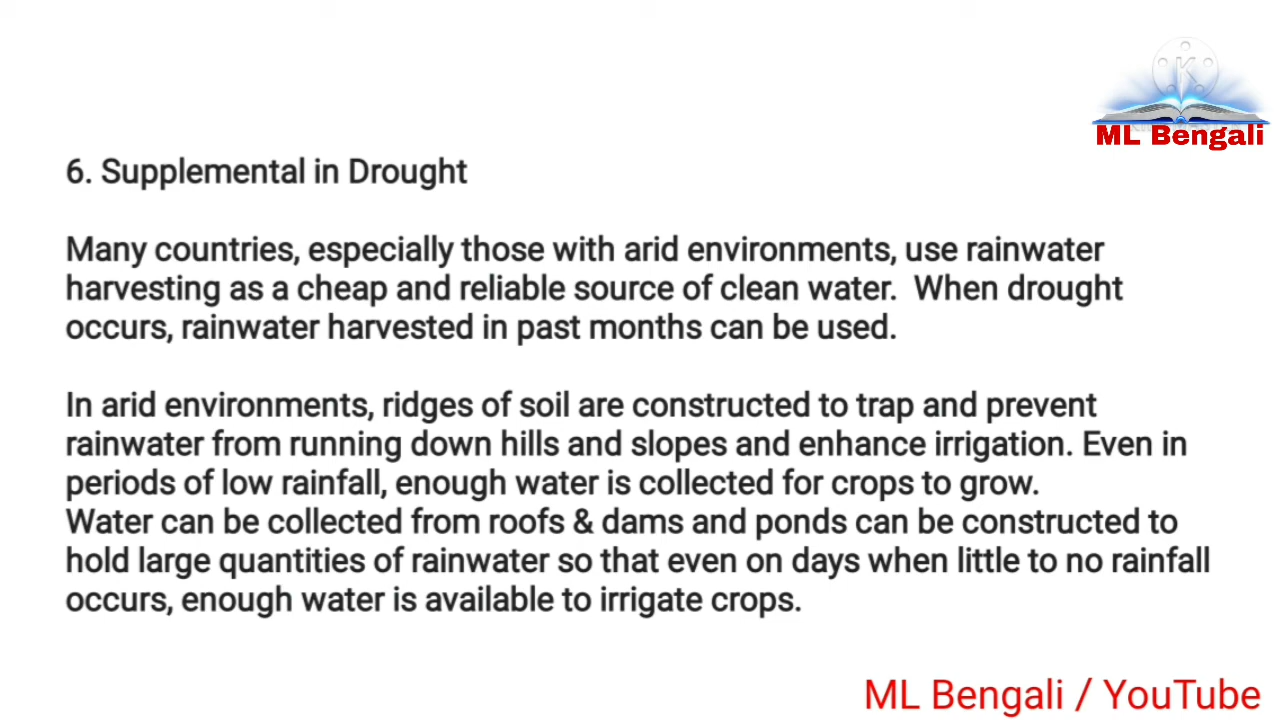 K
ML Bengali
6. Supplemental in Drought
Many countries, especially those with arid environments, use rainwater
harvesting as a cheap and reliable source of clean water.  When drought
occurs, rainwater harvested in past months can be used.
In arid environments, ridges of soil are constructed to trap and prevent
rainwater from running down hills and slopes and enhance irrigation. Even in
periods of low rainfall, enough water is collected for crops to grow.
Water can be collected from roofs & dams and ponds can be constructed to
hold large quantities of rainwater so that even on days when little to no rainfall
occurs, enough water is available to irrigate crops.
ML Bengali / YouTube